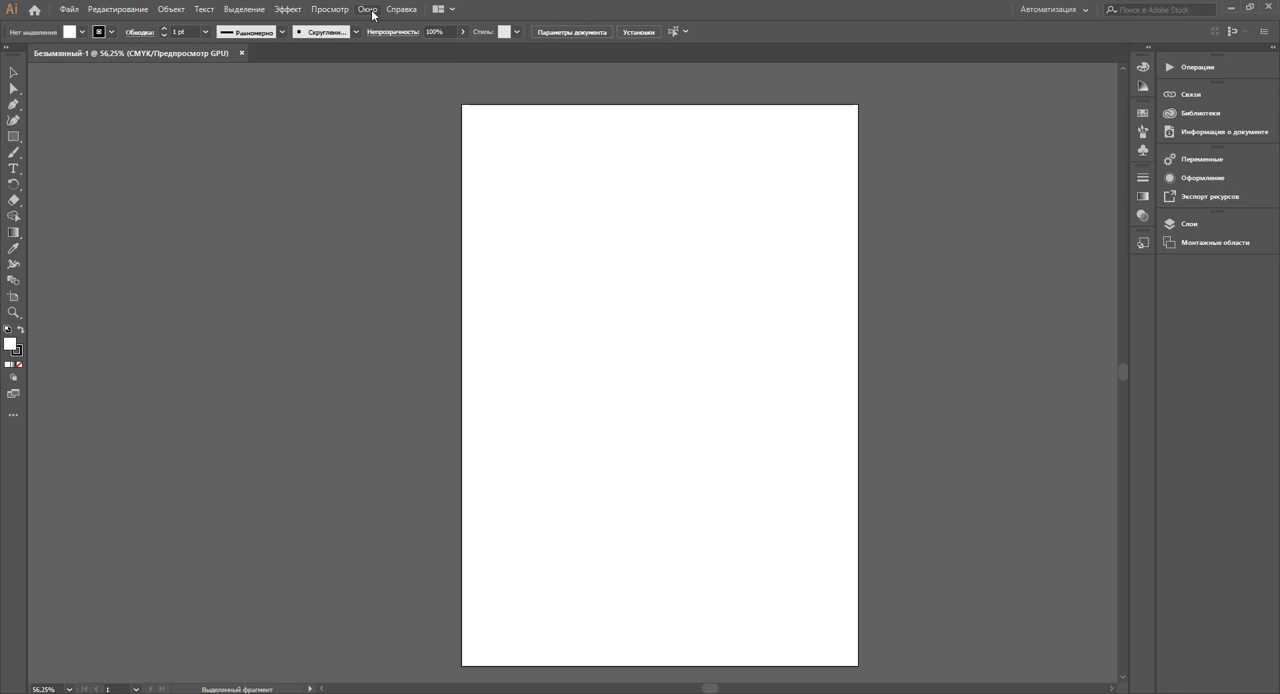 Ai Файл Редактирование Объект Текст Выделение Эффект Просмотр Окно Справка Автоматизация Поиск в Adobe Stock
Нет выделения Обводка: 1 pt Равномерно Скруглени... Непрозрачность: 100% Стиль: Параметры документа Установки
Безымянный-1 @ 56,25% (CMYK/Предпросмотр GPU)
Операции
Связи
Библиотеки
Информация о документе
Переменные
Оформление
Экспорт ресурсов
Слои
Монтажные области
56,25% 1 Выделенный фрагмент